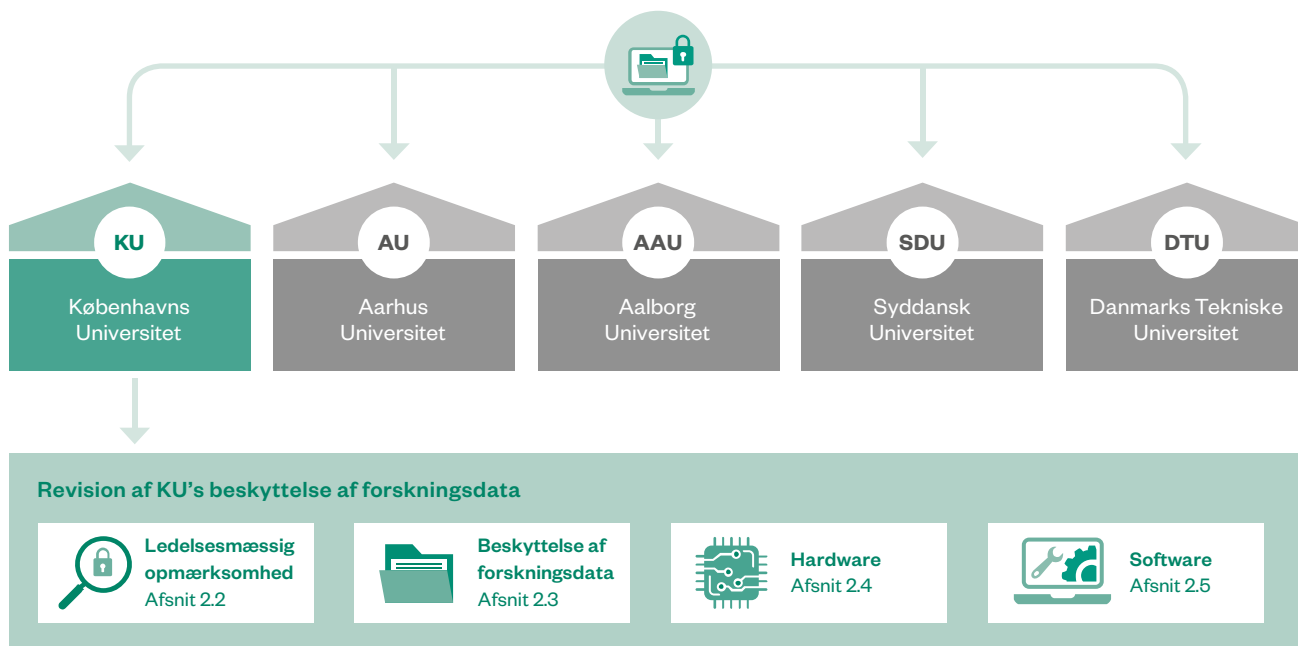 KU
Københavns
Universitet
AU
Aarhus
Universitet
AAU
Aalborg
Universitet
SDU
Syddansk
Universitet
DTU
Danmarks Tekniske
Universitet
Revision af KU’s beskyttelse af forskningsdata
Ledelsesmæssig
opmærksomhed
Afsnit 2.2
Beskyttelse af
forskningsdata
Afsnit 2.3
Hardware
Afsnit 2.4
Software
Afsnit 2.5